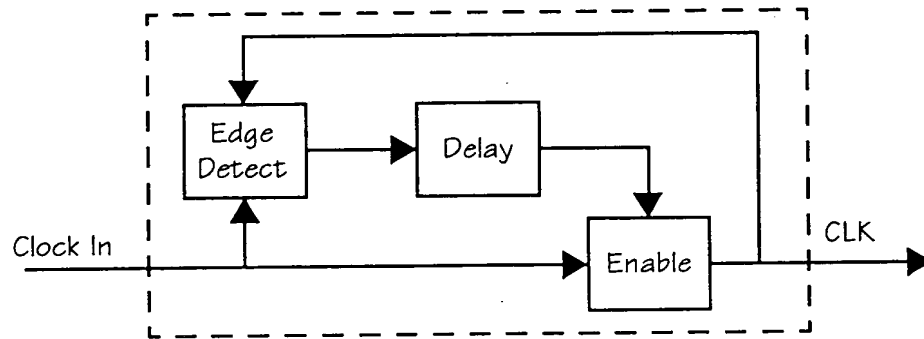 Edge
Detect
Delay
Clock In
Enable
CLK